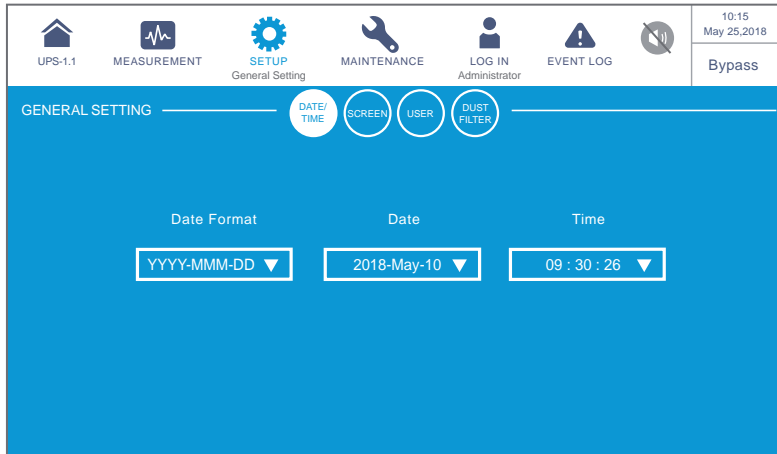 10:15
May 25,2018
UPS-1.1
MEASUREMENT
SETUP
General Setting
MAINTENANCE
LOG IN
Administrator
EVENT LOG
Bypass
GENERAL SETTING
DATE/
TIME
SCREEN
USER
DUST
FILTER
Date Format
Date
Time
YYYY-MMM-DD
2018-May-10
09 : 30 : 26